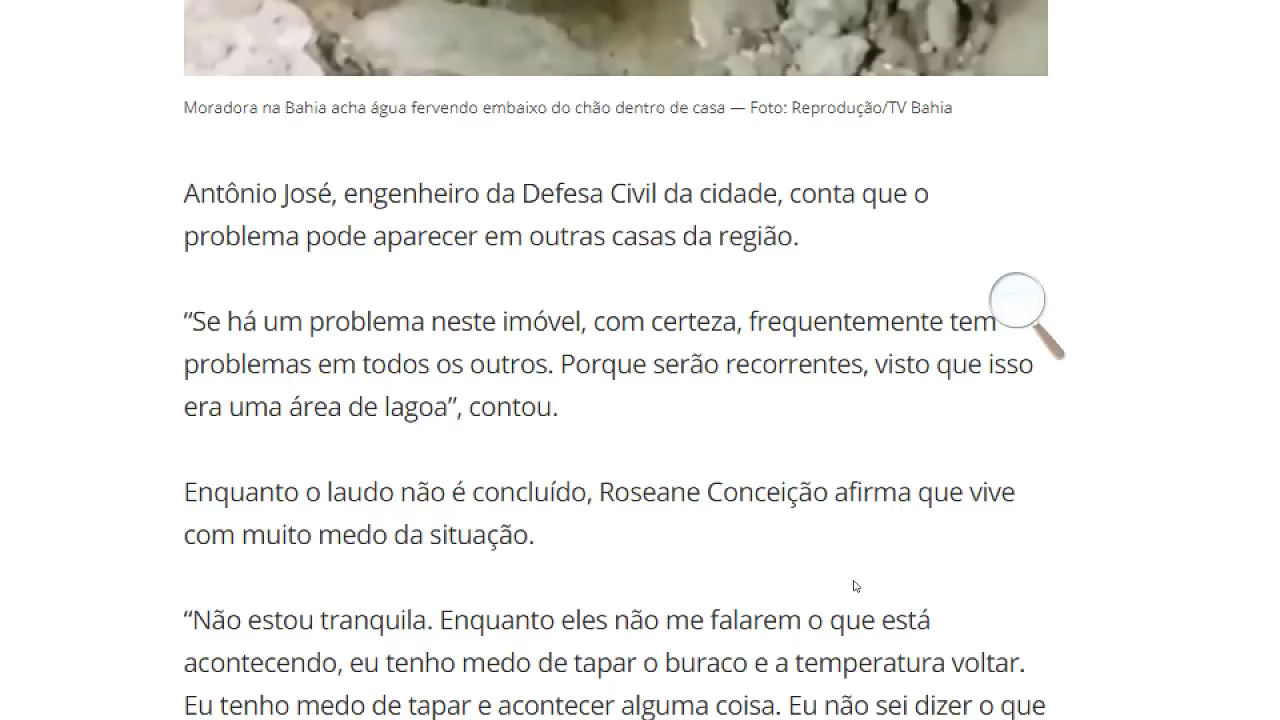 Moradora na Bahia acha água fervendo embaixo do chão dentro de casa — Foto: Reprodução/TV Bahia
Antônio José, engenheiro da Defesa Civil da cidade, conta que o
problema pode aparecer em outras casas da região.
“Se há um problema neste imóvel, com certeza, frequentemente tem
problemas em todos os outros. Porque serão recorrentes, visto que isso
era uma área de lagoa”, contou.
Enquanto o laudo não é concluído, Roseane Conceição afirma que vive
com muito medo da situação.
“Não estou tranquila. Enquanto eles não me falarem o que está
acontecendo, eu tenho medo de tapar o buraco e a temperatura voltar.
Eu tenho medo de tapar e acontecer alguma coisa. Eu não sei dizer o que